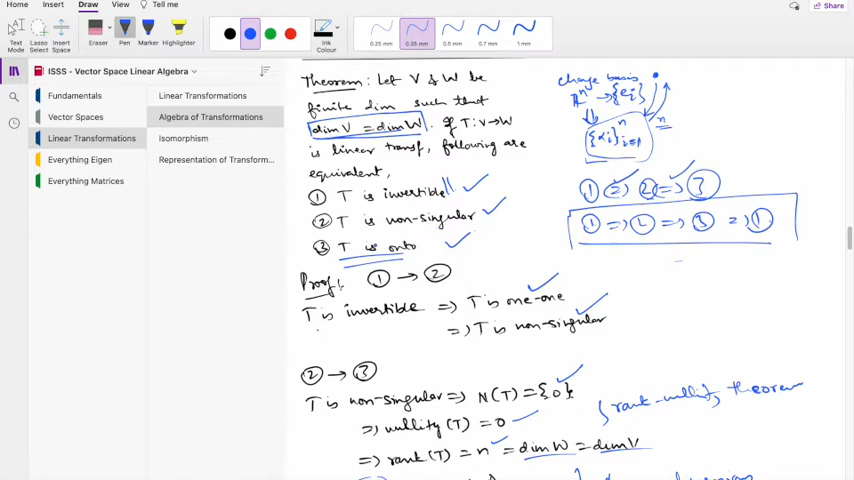 Home Insert Draw View
Share
Text Mode
Lasso Select
Insert Space
Eraser
Pen
Marker
Highlighter
Ink Colour
0.25 mm
0.35 mm
0.5 mm
0.7 mm
1 mm
ISSS - Vector Space Linear Algebra
Fundamentals
Vector Spaces
Linear Transformations
Everything Eigen
Everything Matrices
Linear Transformations
Algebra of Transformations
Isomorphism
Representation of Transform...
Theorem: Let V & W be
finite dim such that
dim V = dim W. If T: V→W
is linear transf, following are
equivalent,
① T is invertible
② T is non-singular
③ T is onto
change basis
ℝⁿ → {eᵢ}
{αᵢ}ⁿᵢ₌₁
n
① ⇒ ② ⇒ ③
① ⇒ ② ⇒ ③ ⇒ ①
Proof: ① → ②
T is invertible ⇒ T is one-one
⇒ T is non-singular
② → ③
T is non-singular ⇒ N(T) = {0}
⇒ nullity(T) = 0
} rank-nullity theorem
⇒ rank(T) = n = dim W = dim V